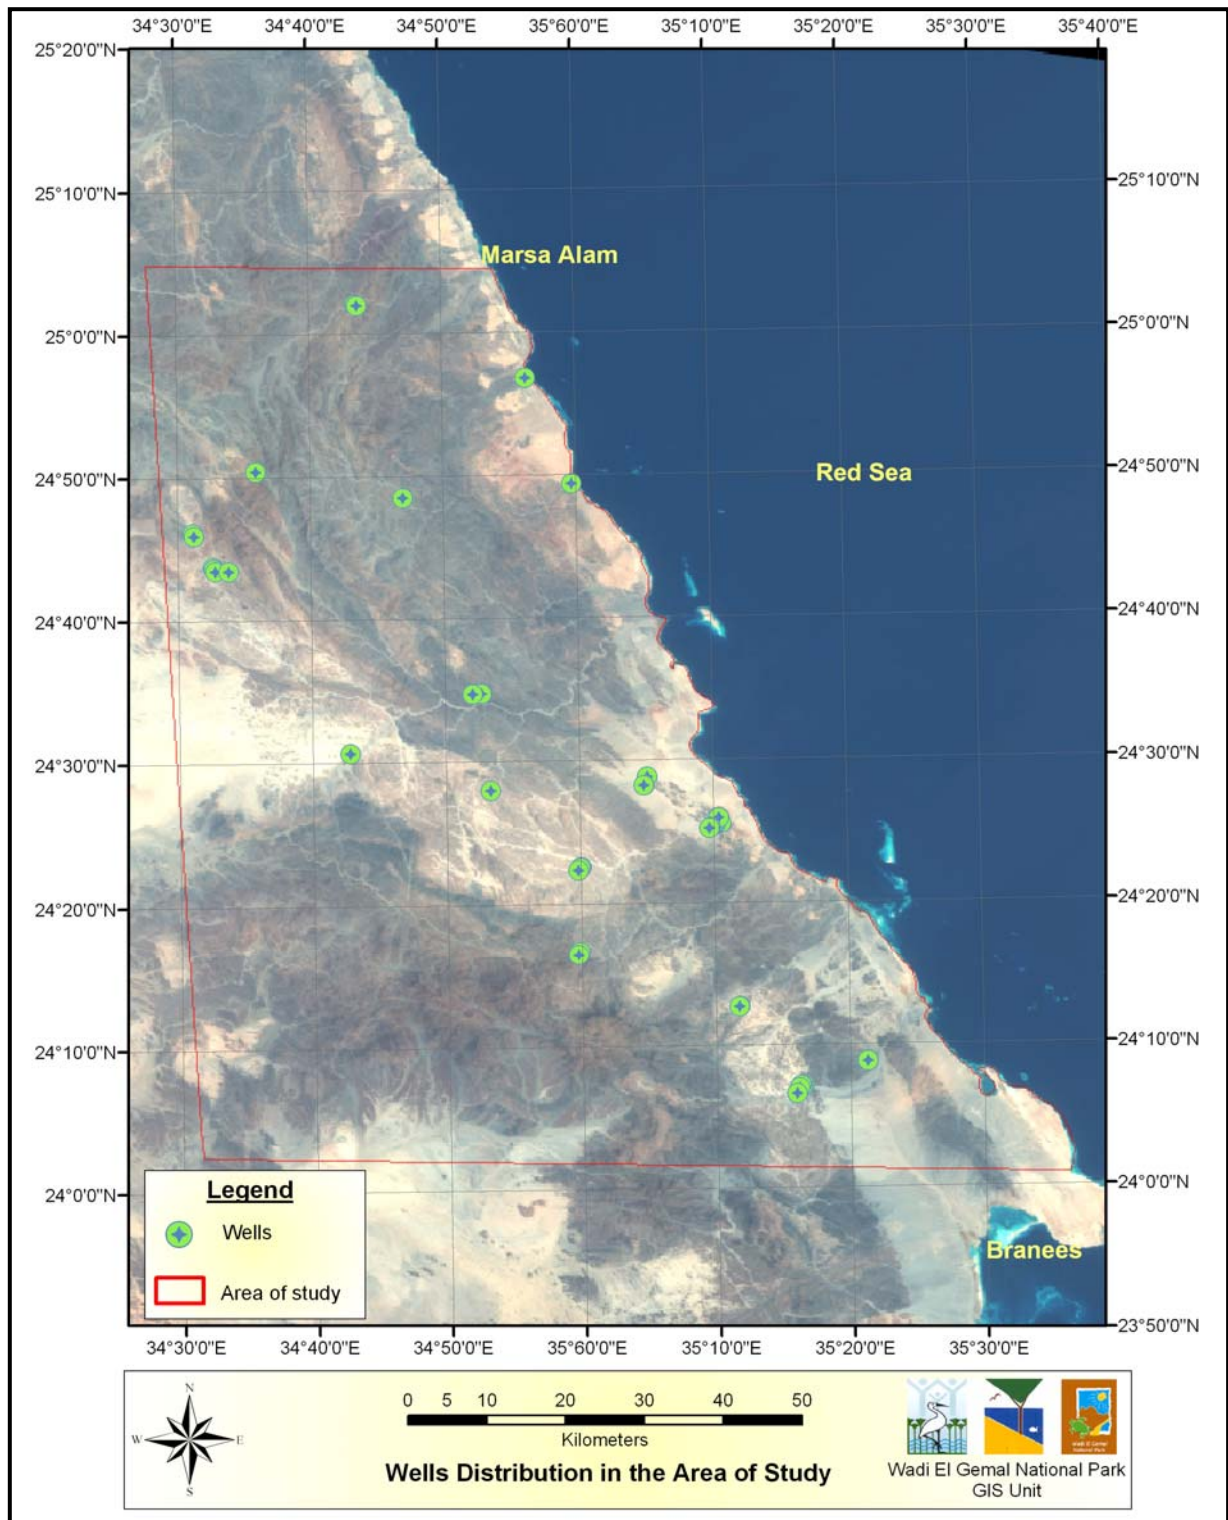 34°30'0"E 34°40'0"E 34°50'0"E 35°60'0"E 35°10'0"E 35°20'0"E 35°30'0"E 35°40'0"E
25°20'0"N
25°10'0"N 25°10'0"N
Marsa Alam
25°0'0"N 25°0'0"N
24°50'0"N Red Sea 24°50'0"N
24°40'0"N 24°40'0"N
24°30'0"N 24°30'0"N
24°20'0"N 24°20'0"N
24°10'0"N 24°10'0"N
24°0'0"N 24°0'0"N
Legend
Wells
Area of study
Branees
23°50'0"N
34°30'0"E 34°40'0"E 34°50'0"E 35°60'0"E 35°10'0"E 35°20'0"E 35°30'0"E
N
W E
S
0 5 10 20 30 40 50
Kilometers
Wells Distribution in the Area of Study
Wadi El Gemal
National Park
Wadi El Gemal National Park
GIS Unit